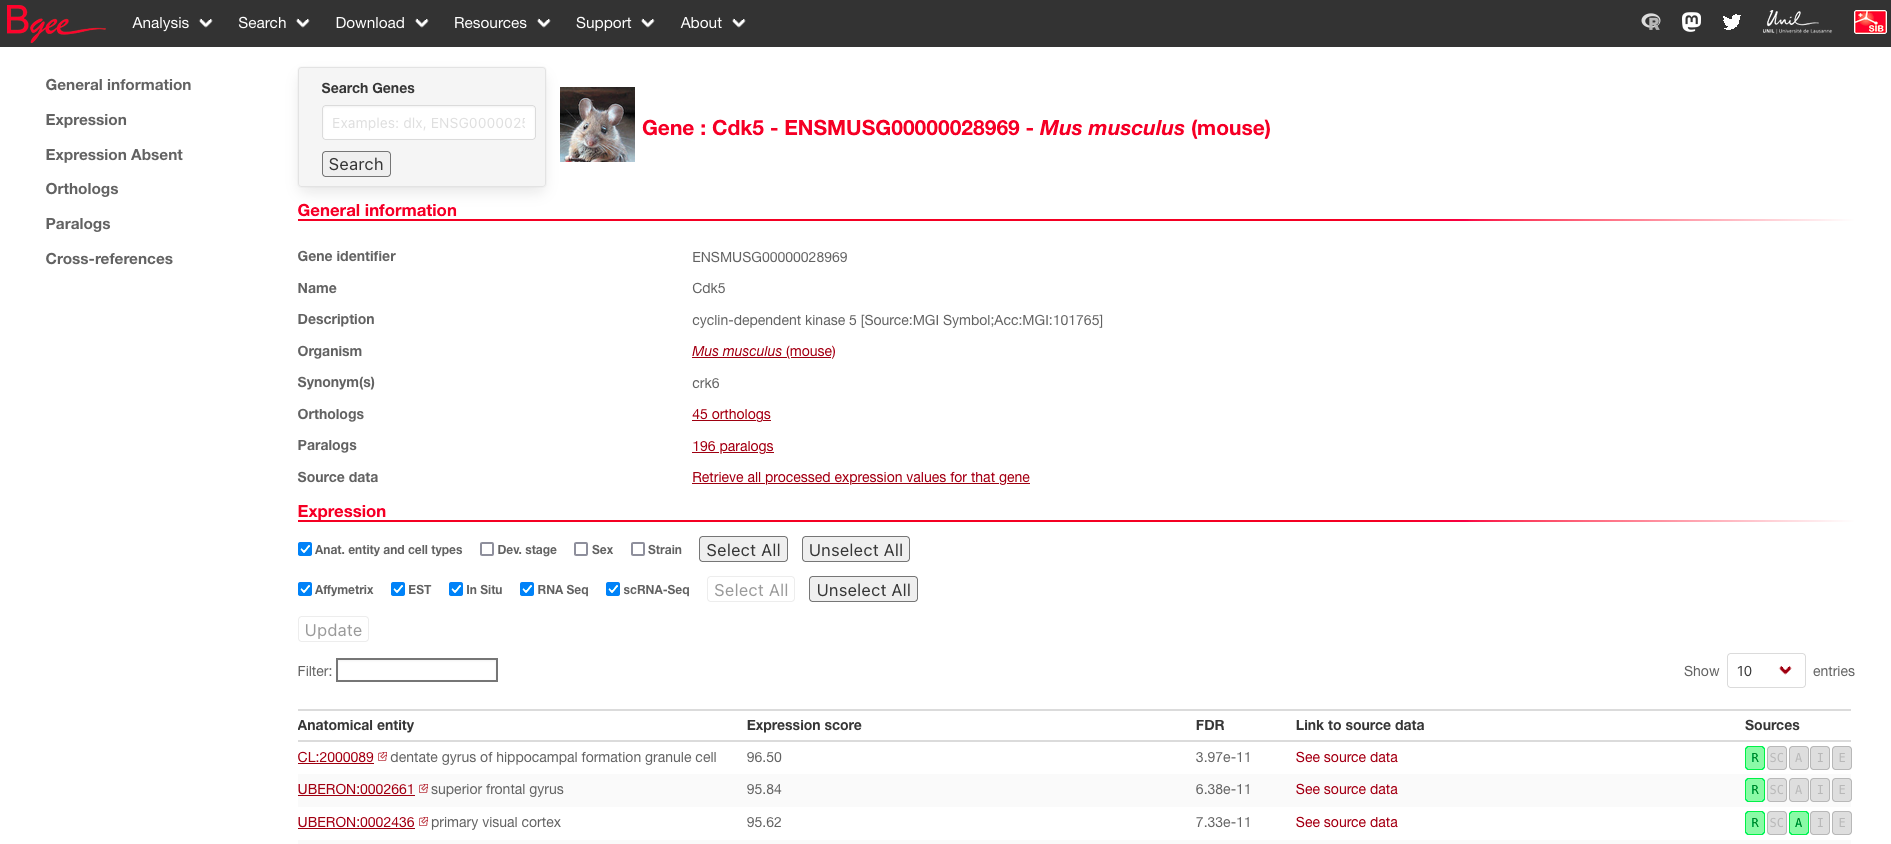 Bgee Analysis Search Download Resources Support About R Unil SIB
UNIL | Université de Lausanne
General information
Expression
Expression Absent
Orthologs
Paralogs
Cross-references
Search Genes
Examples: dlx, ENSG0000025
Search
Gene : Cdk5 - ENSMUSG00000028969 - Mus musculus (mouse)
General information
Gene identifier ENSMUSG00000028969
Name Cdk5
Description cyclin-dependent kinase 5 [Source:MGI Symbol;Acc:MGI:101765]
Organism Mus musculus (mouse)
Synonym(s) crk6
Orthologs 45 orthologs
Paralogs 196 paralogs
Source data Retrieve all processed expression values for that gene
Expression
Anat. entity and cell types Dev. stage Sex Strain Select All Unselect All
Affymetrix EST In Situ RNA Seq scRNA-Seq Select All Unselect All
Update
Filter: Show 10 entries
Anatomical entity Expression score FDR Link to source data Sources
CL:2000089 dentate gyrus of hippocampal formation granule cell 96.50 3.97e-11 See source data R SC A I E
UBERON:0002661 superior frontal gyrus 95.84 6.38e-11 See source data R SC A I E
UBERON:0002436 primary visual cortex 95.62 7.33e-11 See source data R SC A I E